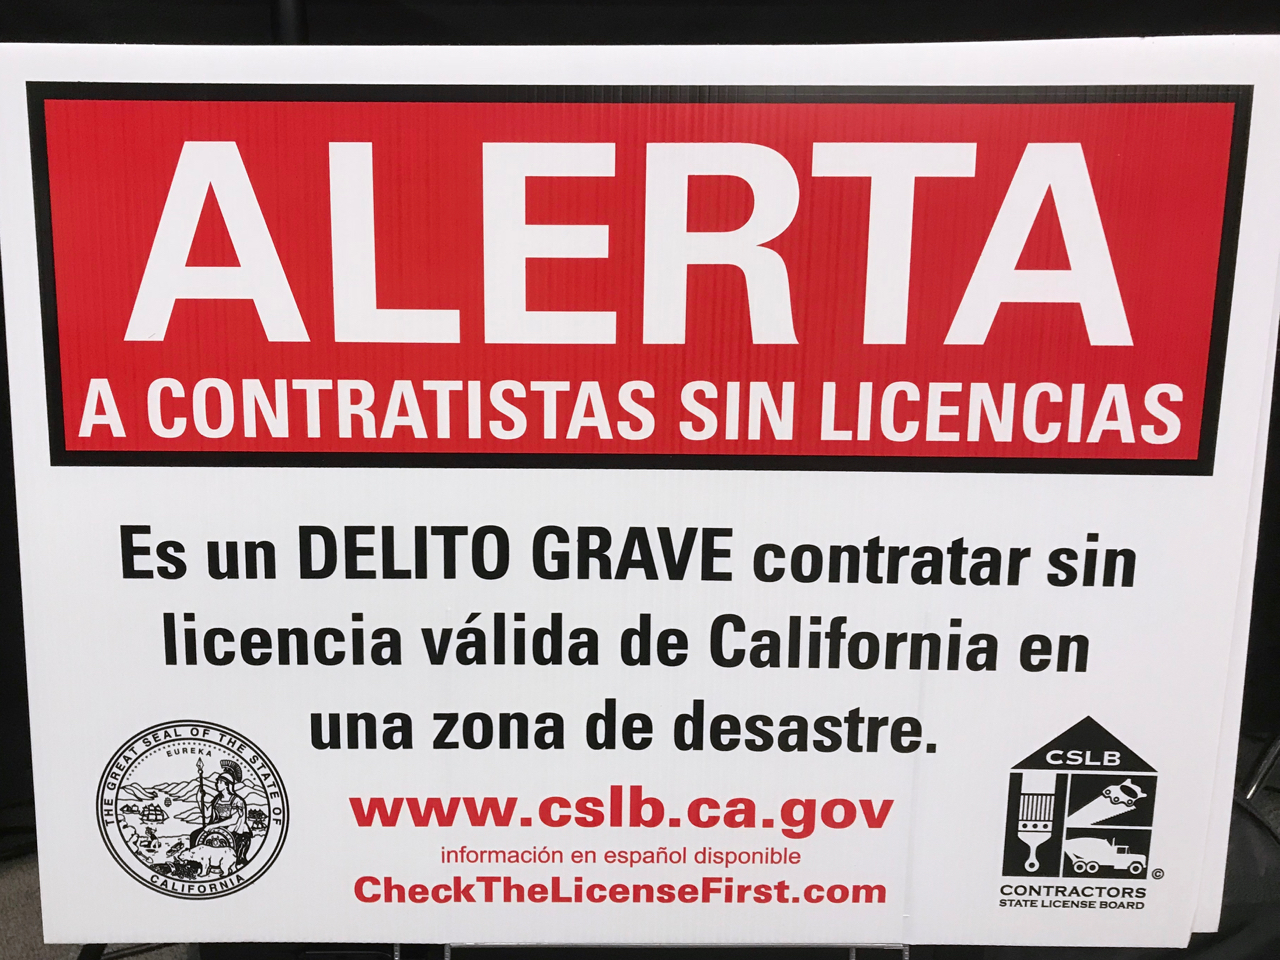 ALERTA
A CONTRATISTAS SIN LICENCIAS
Es un DELITO GRAVE contratar sin
licencia válida de California en
una zona de desastre.
THE GREAT SEAL OF THE STATE OF
EUREKA
CALIFORNIA
www.cslb.ca.gov
información en español disponible
CheckTheLicenseFirst.com
CSLB
©
CONTRACTORS
STATE LICENSE BOARD